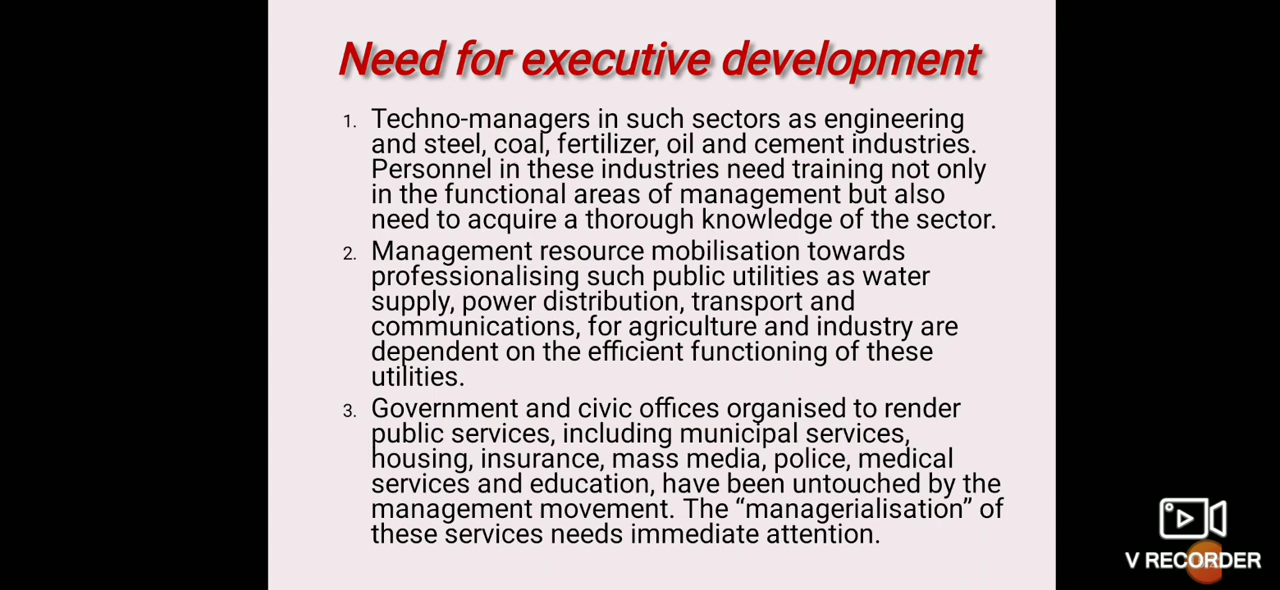 Need for executive development
1. Techno-managers in such sectors as engineering
and steel, coal, fertilizer, oil and cement industries.
Personnel in these industries need training not only
in the functional areas of management but also
need to acquire a thorough knowledge of the sector.
2. Management resource mobilisation towards
professionalising such public utilities as water
supply, power distribution, transport and
communications, for agriculture and industry are
dependent on the efficient functioning of these
utilities.
3. Government and civic offices organised to render
public services, including municipal services,
housing, insurance, mass media, police, medical
services and education, have been untouched by the
management movement. The “managerialisation” of
these services needs immediate attention.
V RECORDER